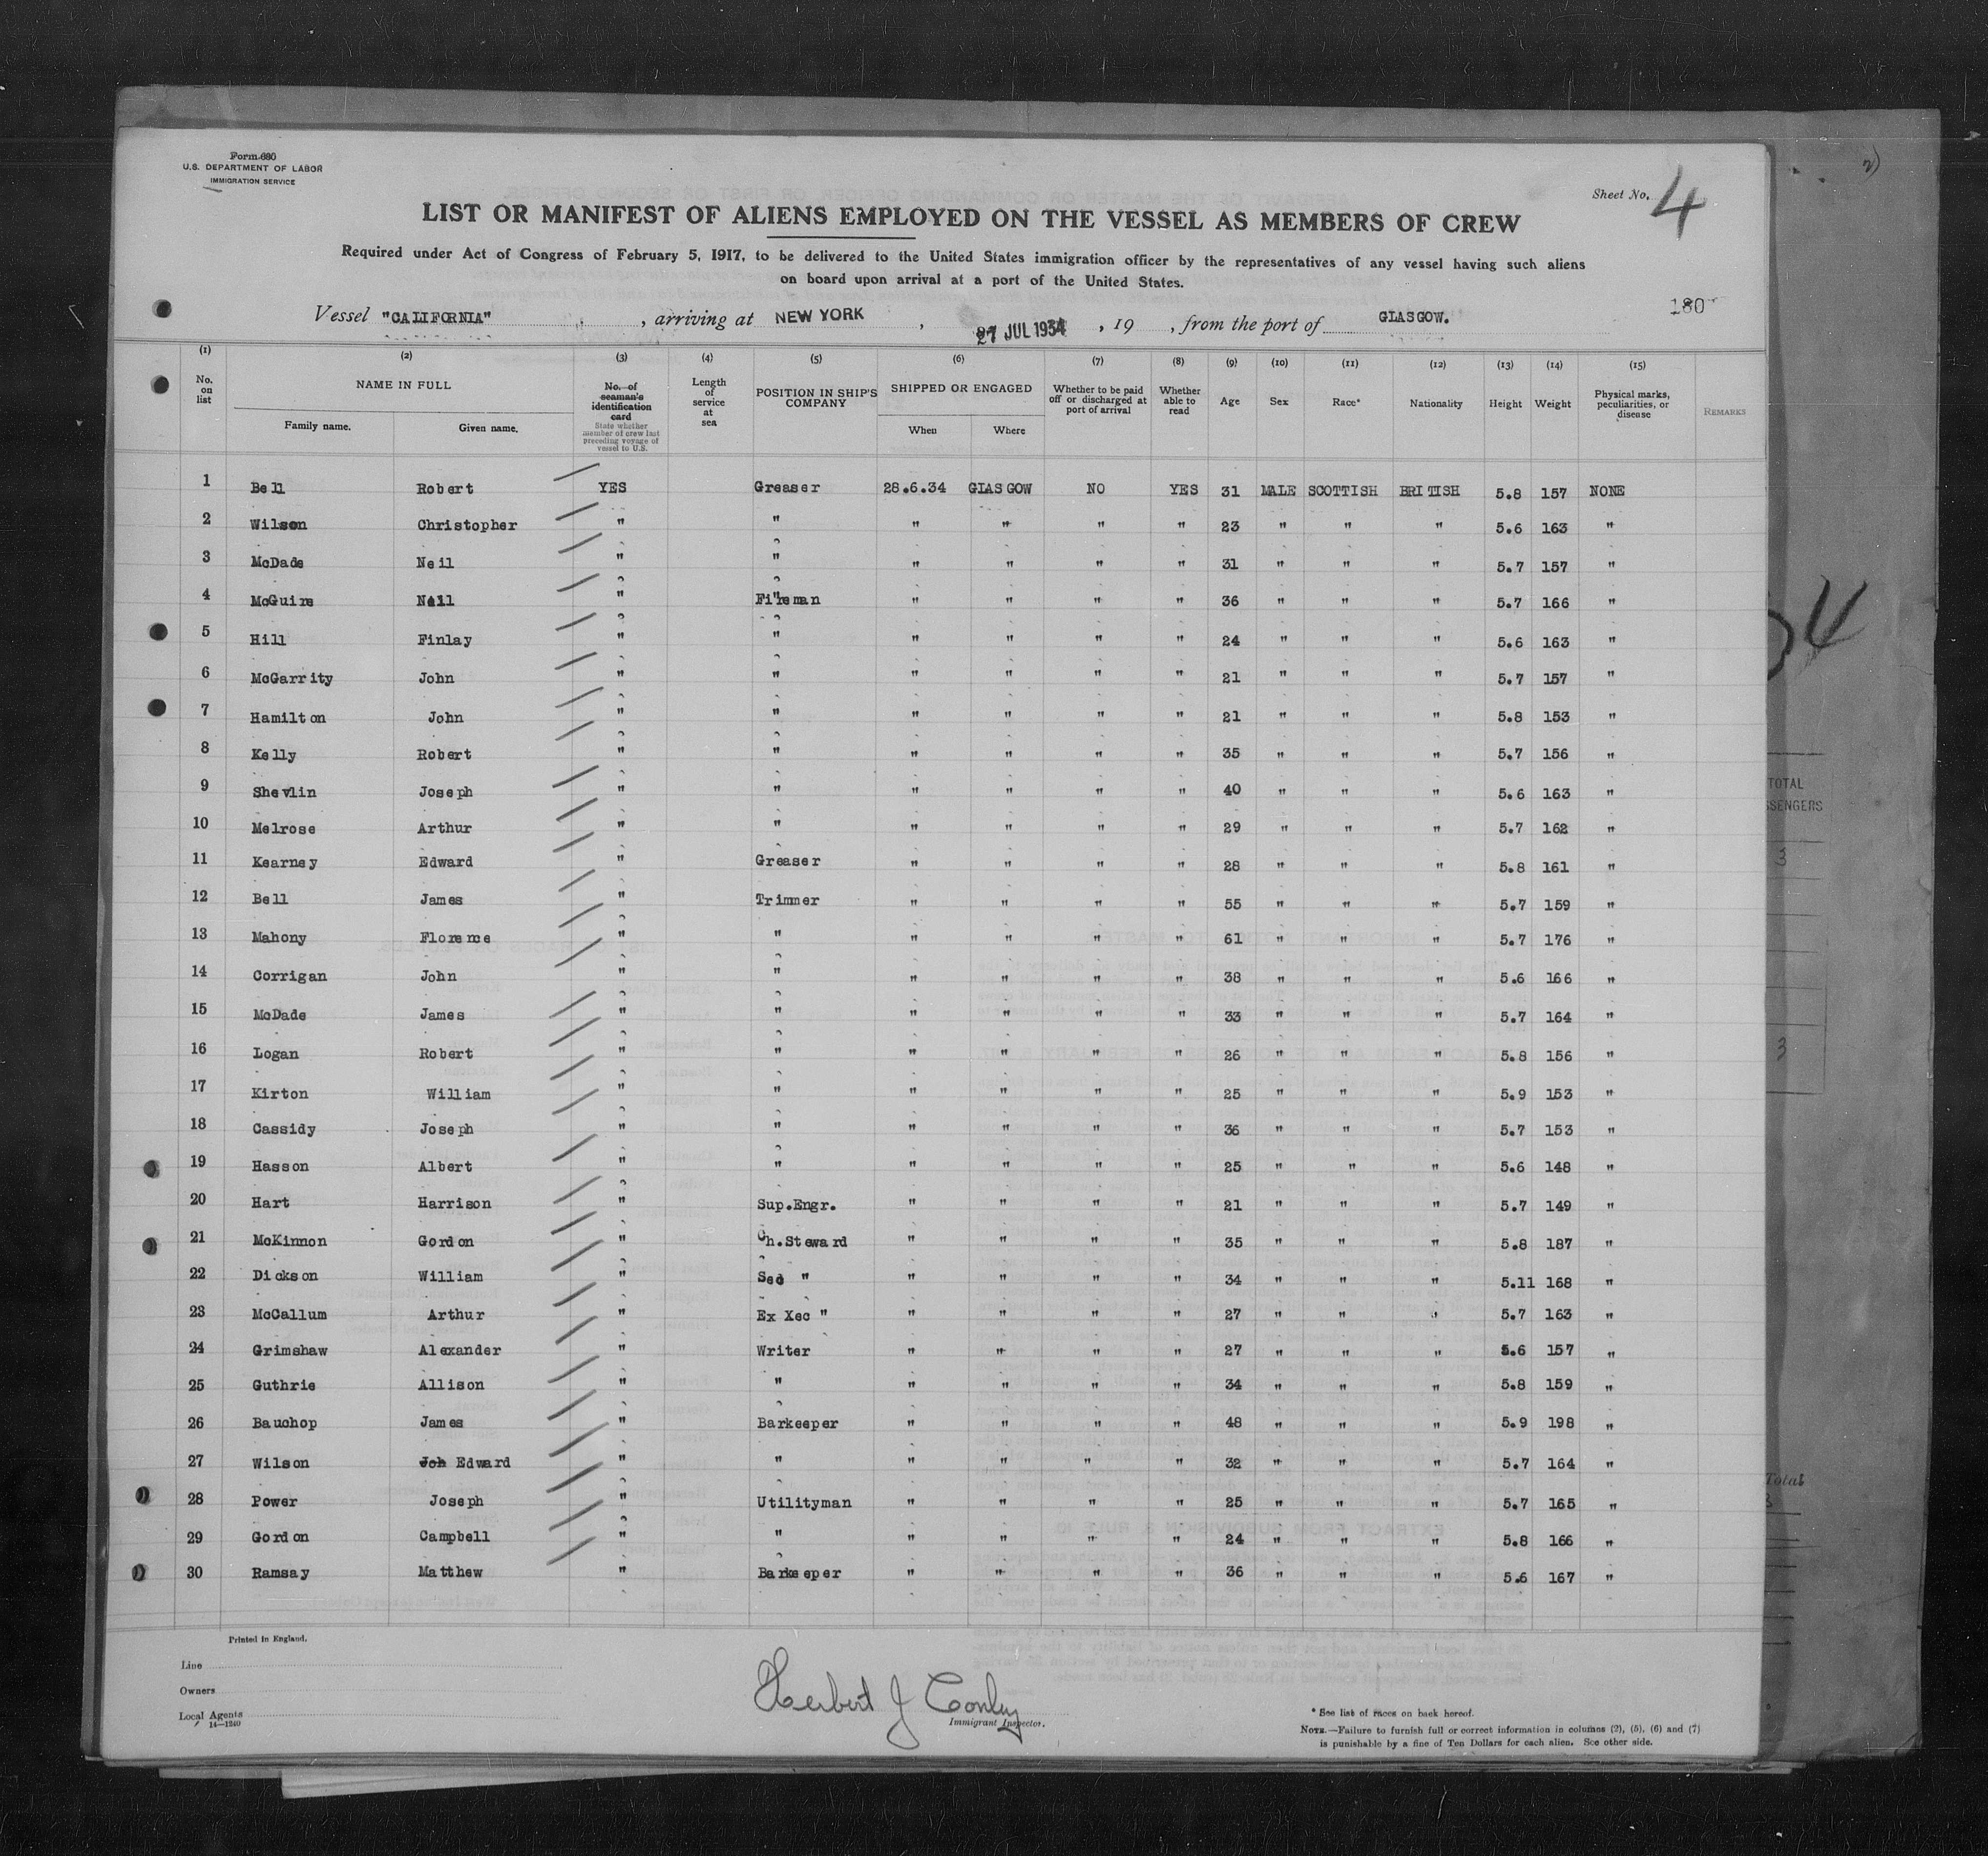 Form 680
U.S. DEPARTMENT OF LABOR
IMMIGRATION SERVICE
Sheet No. 4
LIST OR MANIFEST OF ALIENS EMPLOYED ON THE VESSEL AS MEMBERS OF CREW
Required under Act of Congress of February 5, 1917, to be delivered to the United States immigration officer by the representatives of any vessel having such aliens
on board upon arrival at a port of the United States.
180
Vessel "CALIFORNIA", arriving at NEW YORK, 27 JUL 1934, 19 , from the port of GLASGOW.
(1) (2) (3) (4) (5) (6) (7) (8) (9) (10) (11) (12) (13) (14) (15)
No. on list NAME IN FULL Family name. Given name. No. of seaman's identification card State whether member of crew last preceding voyage of vessel to U.S. Length of service at sea POSITION IN SHIP'S COMPANY SHIPPED OR ENGAGED When Where Whether to be paid off or discharged at port of arrival Whether able to read Age Sex Race* Nationality Height Weight Physical marks, peculiarities, or disease REMARKS
1 Bell Robert YES Greaser 28.6.34 GLASGOW NO YES 31 MALE SCOTTISH BRITISH 5.8 157 NONE
2 Wilson Christopher " " " " " " 23 " " " 5.6 163 "
3 McDade Neil " " " " " " 31 " " " 5.7 157 "
4 McGuire Neil " Fireman " " " " 36 " " " 5.7 166 "
5 Hill Finlay " " " " " " 24 " " " 5.6 163 "
6 McGarrity John " " " " " " 21 " " " 5.7 157 "
7 Hamilton John " " " " " " 21 " " " 5.8 153 "
8 Kelly Robert " " " " " " 35 " " " 5.7 156 "
9 Shevlin Joseph " " " " " " 40 " " " 5.6 163 "
10 Melrose Arthur " " " " " " 29 " " " 5.7 162 "
11 Kearney Edward " Greaser " " " " 28 " " " 5.8 161 "
12 Bell James " Trimmer " " " " 55 " " " 5.7 159 "
13 Mahony Florence " " " " " " 61 " " " 5.7 176 "
14 Corrigan John " " " " " " 38 " " " 5.6 166 "
15 McDade James " " " " " " 33 " " " 5.7 164 "
16 Logan Robert " " " " " " 26 " " " 5.8 156 "
17 Kirton William " " " " " " 25 " " " 5.9 153 "
18 Cassidy Joseph " " " " " " 36 " " " 5.7 153 "
19 Hasson Albert " " " " " " 25 " " " 5.6 148 "
20 Hart Harrison " Sup.Engr. " " " " 21 " " " 5.7 149 "
21 McKinnon Gordon " Ch.Steward " " " " 35 " " " 5.8 187 "
22 Dickson William " Sec " " " " " 34 " " " 5.11 168 "
23 McCallum Arthur " Ex Xec " " " " " 27 " " " 5.7 163 "
24 Grimshaw Alexander " Writer " " " " 27 " " " 5.6 157 "
25 Guthrie Allison " " " " " " 34 " " " 5.8 159 "
26 Bauchop James " Barkeeper " " " " 48 " " " 5.9 198 "
27 Wilson Joh Edward " " " " " " 32 " " " 5.7 164 "
28 Power Joseph " Utilityman " " " " 25 " " " 5.7 165 "
29 Gordon Campbell " " " " " " 24 " " " 5.8 166 "
30 Ramsay Matthew " Barkeeper " " " " 36 " " " 5.6 167 "
Printed in England.
Line
Owners
Local Agents
14—1240
Herbert J Conley
Immigrant Inspector.
* See list of races on back hereof.
NOTE.—Failure to furnish full or correct information in columns (2), (5), (6) and (7)
is punishable by a fine of Ten Dollars for each alien. See other side.
TOTAL
3
3
Total